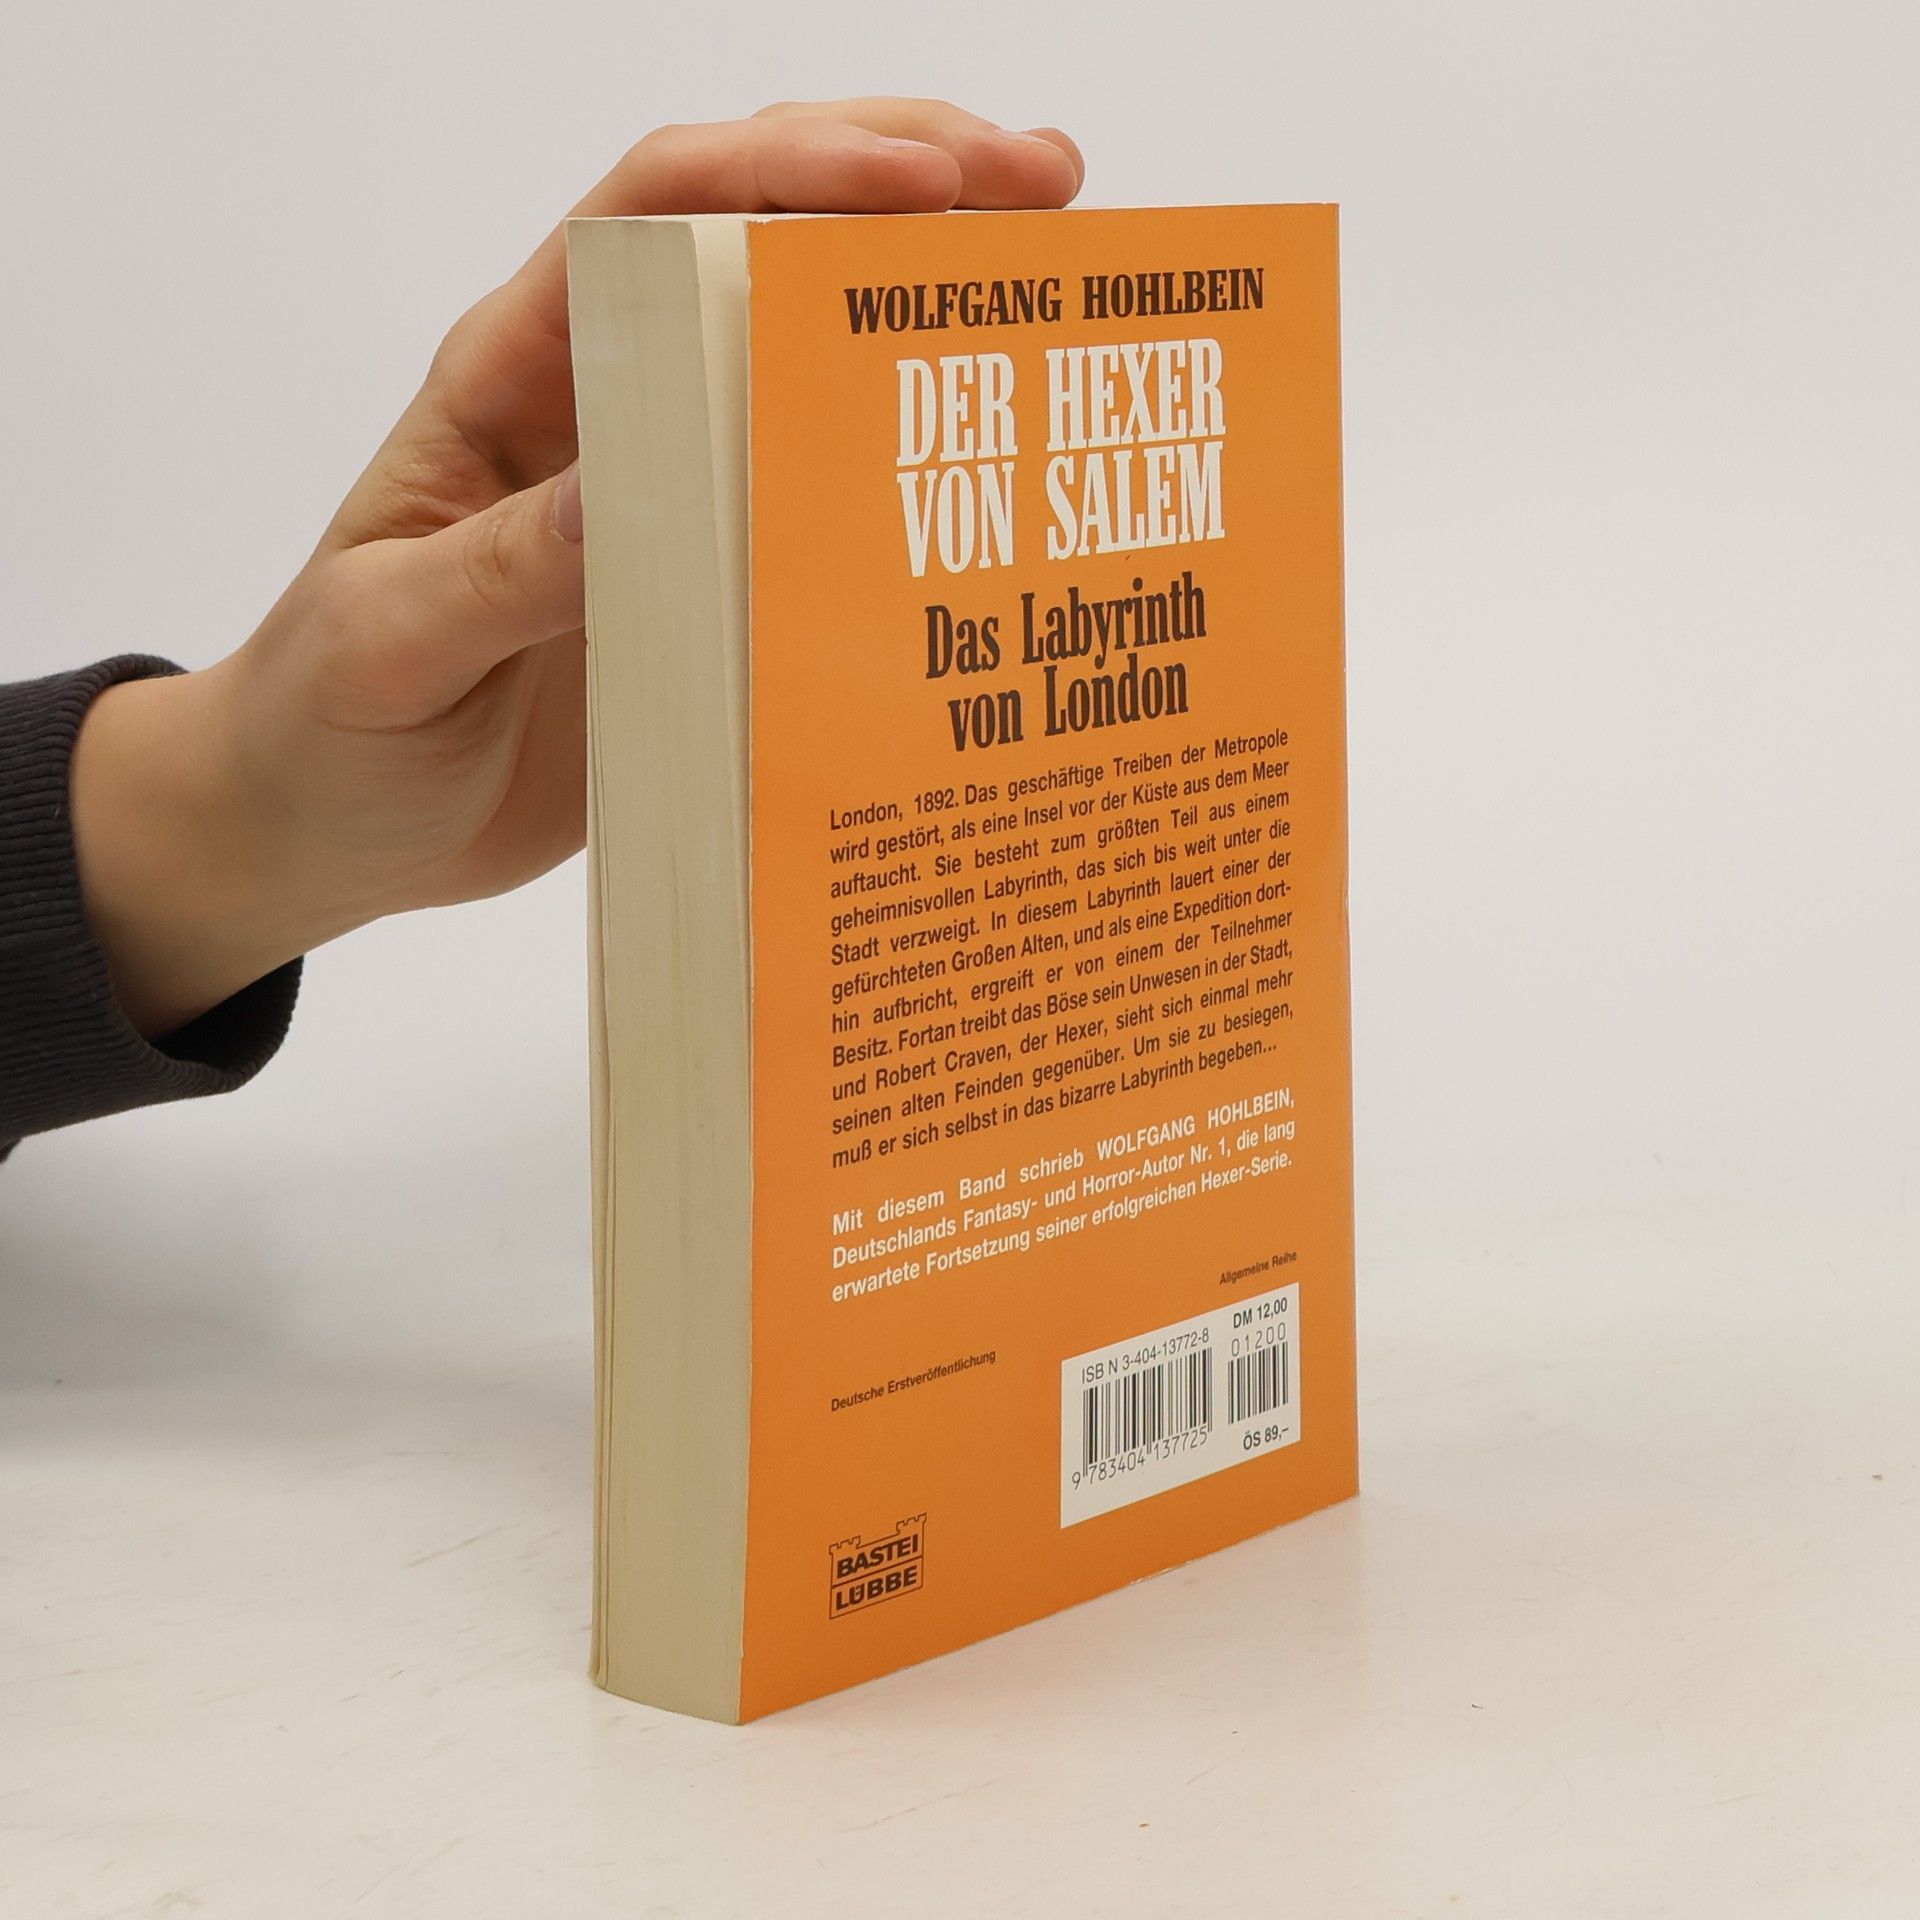 WOLFGANG HOHLBEIN
DER HEXER
VON SALEM
Das Labyrinth
von London
London, 1892. Das geschäftige Treiben der Metropole
wird gestört, als eine Insel vor der Küste aus dem Meer
auftaucht. Sie besteht zum größten Teil aus einem
geheimnisvollen Labyrinth, das sich bis weit unter die
Stadt verzweigt. In diesem Labyrinth lauert einer der
gefürchteten Großen Alten, und als eine Expedition dort-
hin aufbricht, ergreift er von einem der Teilnehmer
Besitz. Fortan treibt das Böse sein Unwesen in der Stadt,
und Robert Craven, der Hexer, sieht sich einmal mehr
seinen alten Feinden gegenüber. Um sie zu besiegen,
muß er sich selbst in das bizarre Labyrinth begeben...
Mit diesem Band schrieb WOLFGANG HOHLBEIN,
Deutschlands Fantasy- und Horror-Autor Nr. 1, die lang
erwartete Fortsetzung seiner erfolgreichen Hexer-Serie.
Allgemeine Reihe
Deutsche Erstveröffentlichung
ISBN 3-404-13772-8
DM 12,00
01200
9 783404 137725
ÖS 89,–
BASTEI
LÜBBE